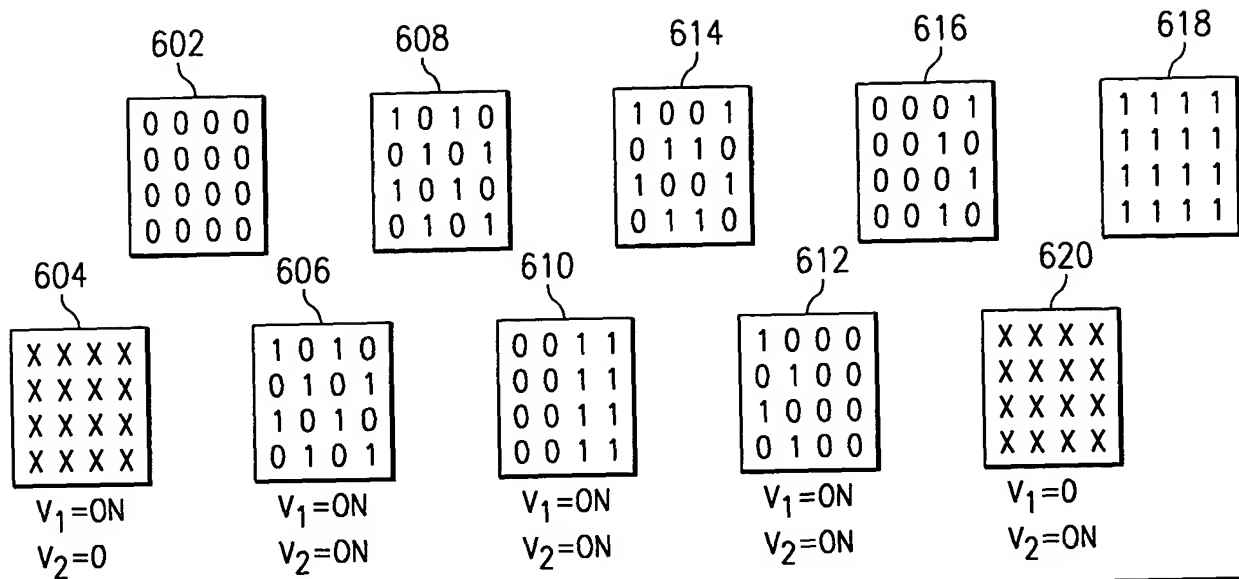 602
0 0 0 0
0 0 0 0
0 0 0 0
0 0 0 0
608
1 0 1 0
0 1 0 1
1 0 1 0
0 1 0 1
614
1 0 0 1
0 1 1 0
1 0 0 1
0 1 1 0
616
0 0 0 1
0 0 1 0
0 0 0 1
0 0 1 0
618
1 1 1 1
1 1 1 1
1 1 1 1
1 1 1 1
604
X X X X
X X X X
X X X X
X X X X
V1=ON
V2=0
606
1 0 1 0
0 1 0 1
1 0 1 0
0 1 0 1
V1=ON
V2=ON
610
0 0 1 1
0 0 1 1
0 0 1 1
0 0 1 1
V1=ON
V2=ON
612
1 0 0 0
0 1 0 0
1 0 0 0
0 1 0 0
V1=ON
V2=ON
620
X X X X
X X X X
X X X X
X X X X
V1=0
V2=ON